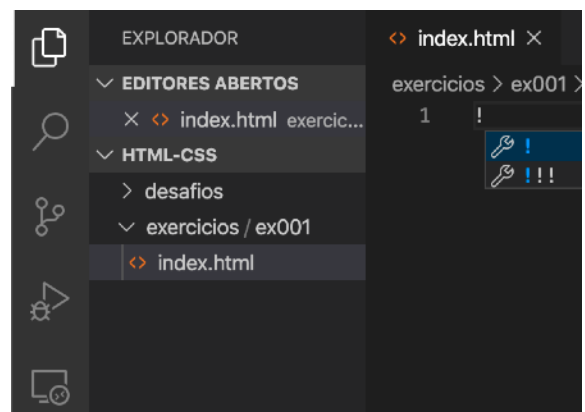 EXPLORADOR
EDITORES ABERTOS
index.html exercic...
HTML-CSS
desafios
exercicios / ex001
index.html
index.html
exercicios > ex001 >
1 !
!
!!!